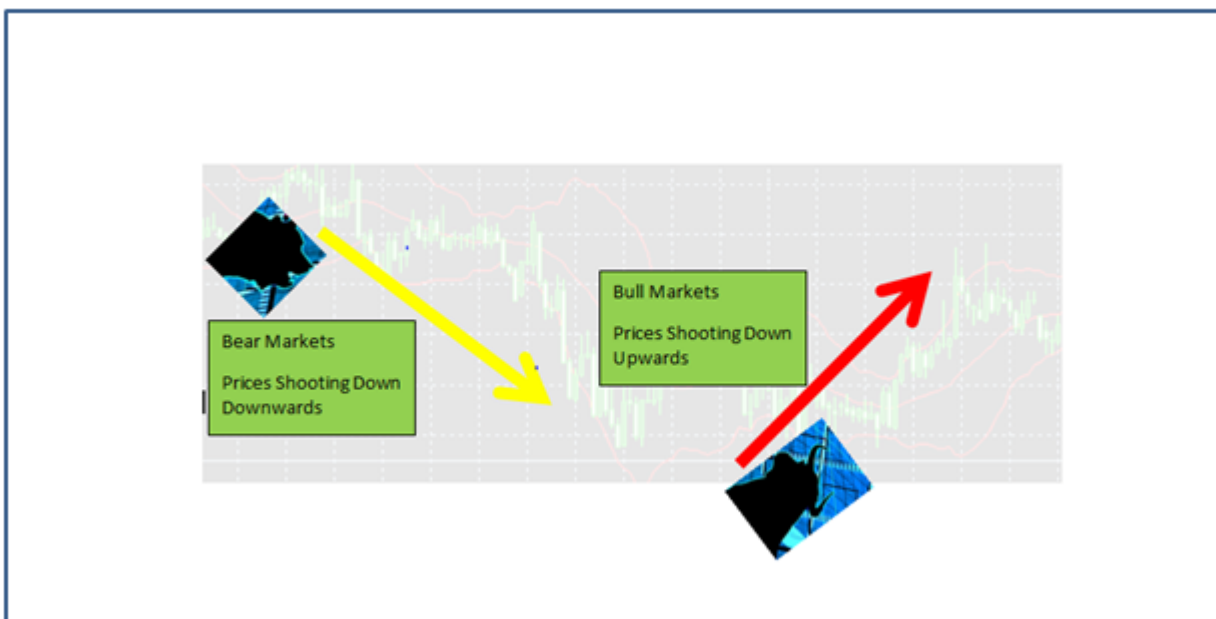 Bear Markets
Prices Shooting Down
Downwards
Bull Markets
Prices Shooting Down
Upwards